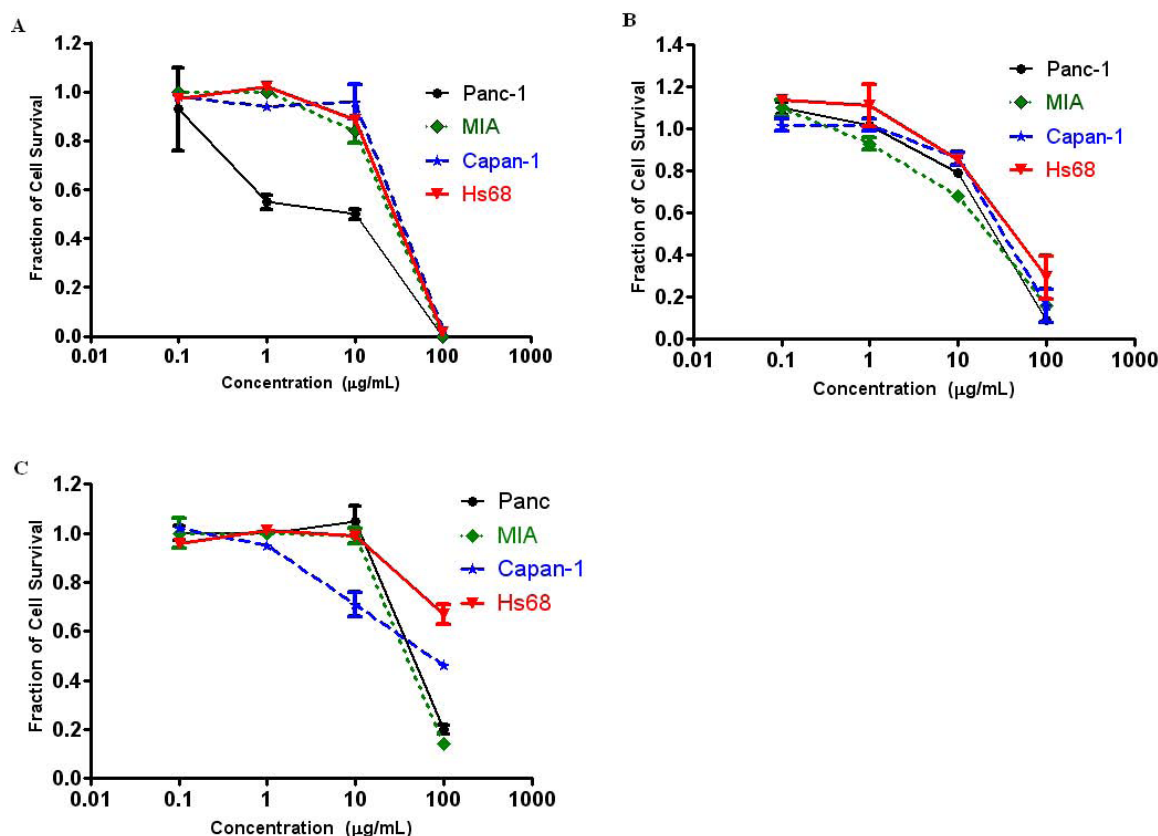 A
Fraction of Cell Survival
1.2
1.0
0.8
0.6
0.4
0.2
0.0
0.01 0.1 1 10 100 1000
Concentration (μg/mL)
Panc-1
MIA
Capan-1
Hs68
B
Fraction of Cell Survival
1.4
1.2
1.0
0.8
0.6
0.4
0.2
0.0
0.01 0.1 1 10 100 1000
Concentration (μg/mL)
Panc-1
MIA
Capan-1
Hs68
C
Fraction of Cell Survival
1.2
1.0
0.8
0.6
0.4
0.2
0.0
0.01 0.1 1 10 100 1000
Concentration (μg/mL)
Panc
MIA
Capan-1
Hs68